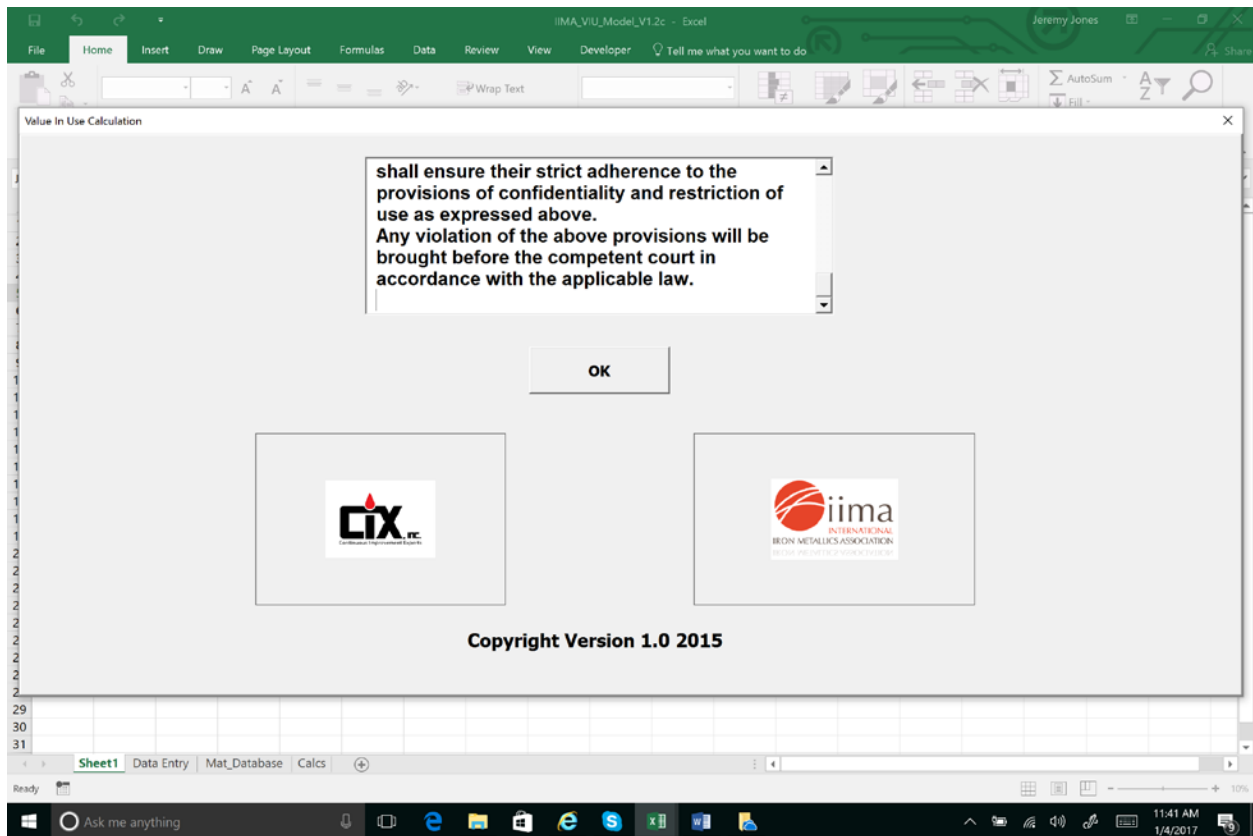 IIMA_VIU_Model_V1.2c - Excel
Jeremy Jones
File Home Insert Draw Page Layout Formulas Data Review View Developer Tell me what you want to do
Share
Wrap Text
AutoSum
Fill
Value In Use Calculation
shall ensure their strict adherence to the
provisions of confidentiality and restriction of
use as expressed above.
Any violation of the above provisions will be
brought before the competent court in
accordance with the applicable law.
OK
CiX, INC.
Continuous Improvement Experts
iima
INTERNATIONAL
IRON METALLICS ASSOCIATION
Copyright Version 1.0 2015
29
30
31
Sheet1 Data Entry Mat_Database Calcs
Ready
10%
Ask me anything
11:41 AM
1/4/2017